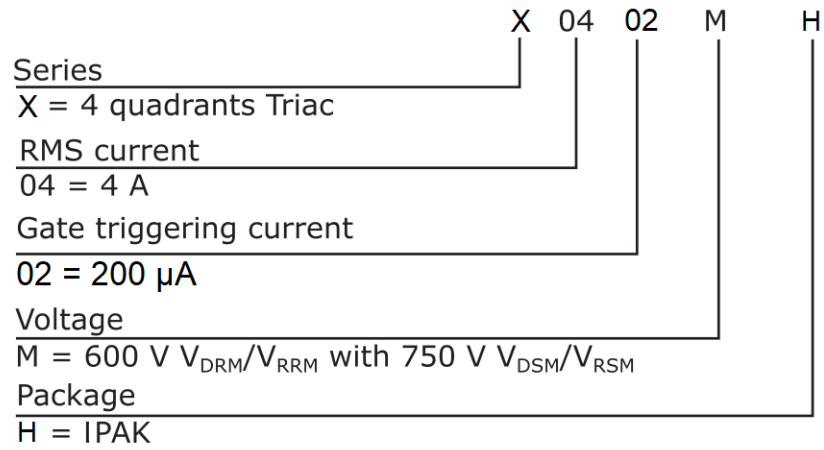 X 04 02 M H
Series
X = 4 quadrants Triac
RMS current
04 = 4 A
Gate triggering current
02 = 200 µA
Voltage
M = 600 V VDRM/VRRM with 750 V VDSM/VRSM
Package
H = IPAK